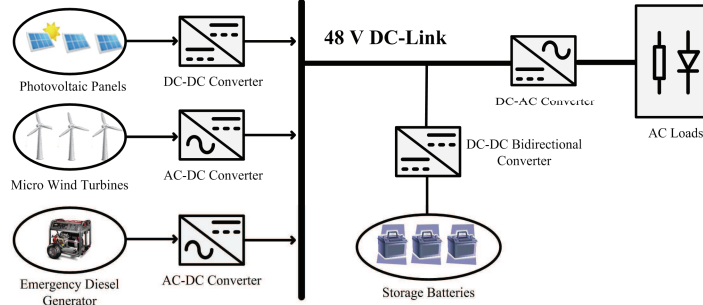 48 V DC-Link
Photovoltaic Panels
DC-DC Converter
DC-AC Converter
AC Loads
Micro Wind Turbines
AC-DC Converter
DC-DC Bidirectional
Converter
Emergency Diesel
Generator
AC-DC Converter
Storage Batteries